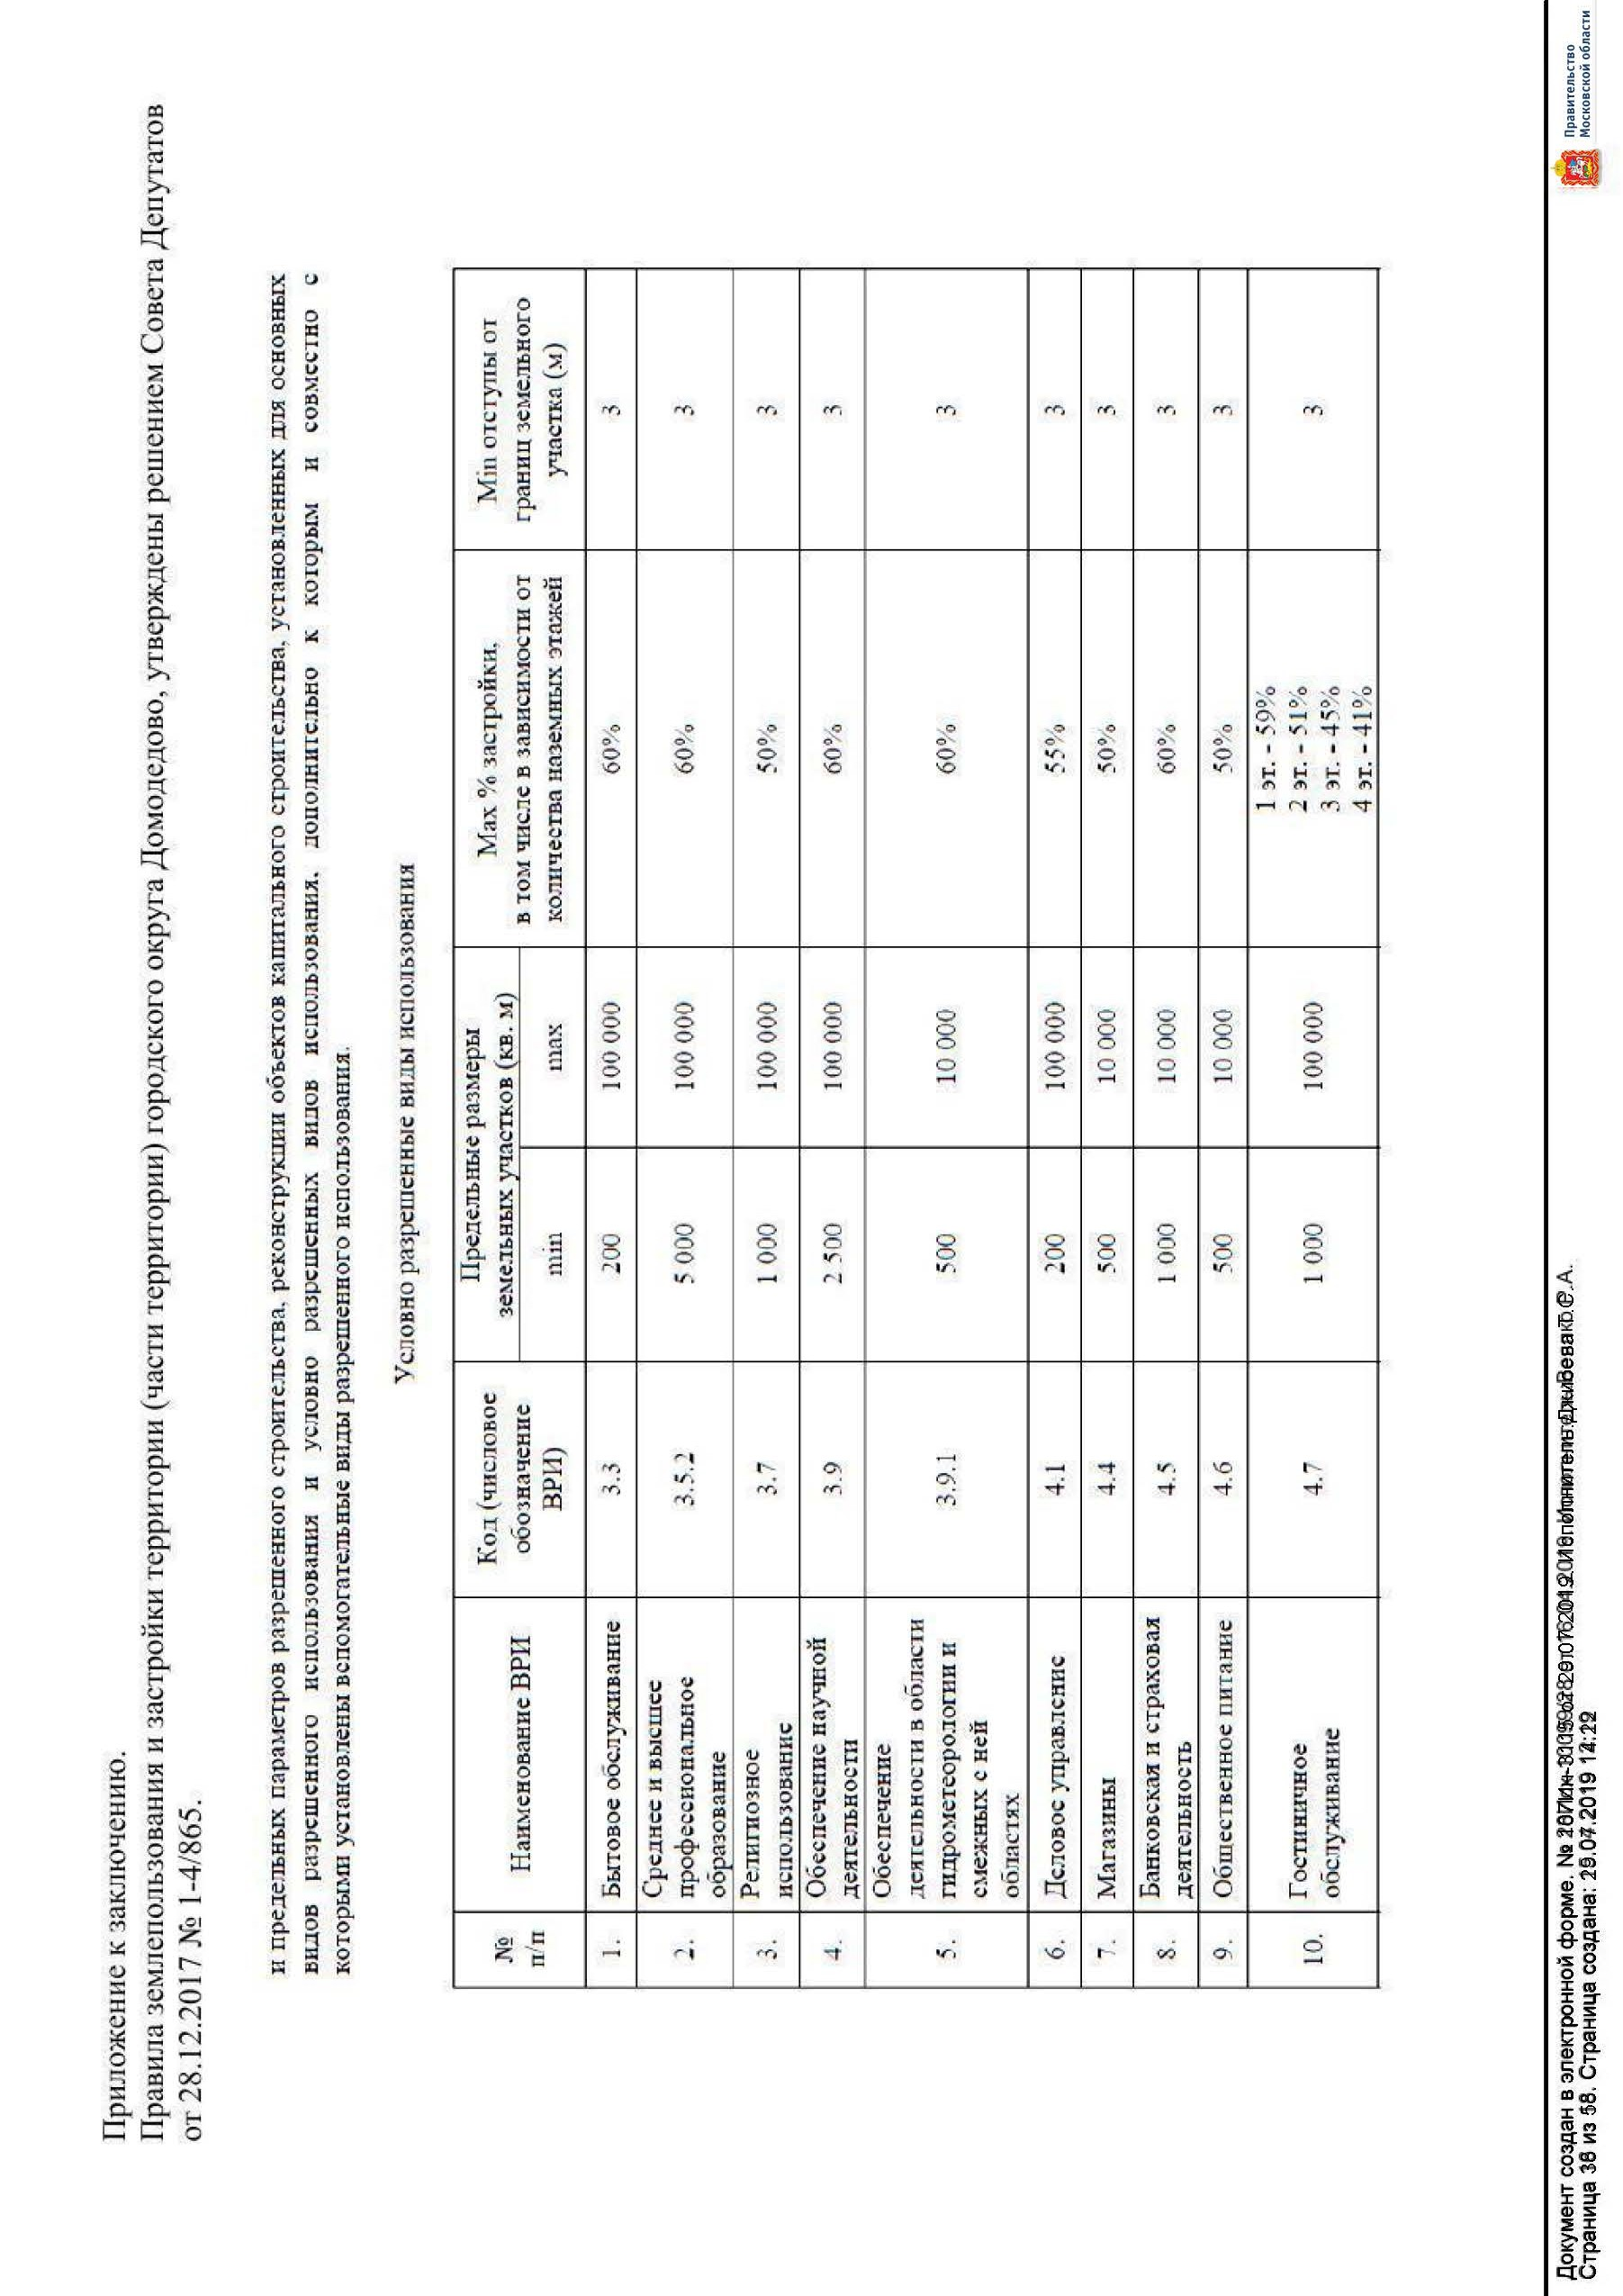 Приложение к заключению.
Правила землепользования и застройки территории (части территории) городского округа Домодедово, утверждены решением Совета Депутатов
от 28.12.2017 № 1-4/865.
и предельных параметров разрешенного строительства, реконструкции объектов капитального строительства, установленных для основных
видов разрешенного использования и условно разрешенных видов использования, дополнительно к которым и совместно с
которыми установлены вспомогательные виды разрешенного использования.
Условно разрешенные виды использования
№ п/п Наименование ВРИ Код (числовое обозначение ВРИ) Предельные размеры земельных участков (кв. м) Max % застройки, в том числе в зависимости от количества наземных этажей Min отступы от границ земельного участка (м)
min max
1. Бытовое обслуживание 3.3 200 100 000 60% 3
2. Среднее и высшее профессиональное образование 3.5.2 5 000 100 000 60% 3
3. Религиозное использование 3.7 1 000 100 000 50% 3
4. Обеспечение научной деятельности 3.9 2 500 100 000 60% 3
5. Обеспечение деятельности в области гидрометеорологии и смежных с ней областях 3.9.1 500 10 000 60% 3
6. Деловое управление 4.1 200 100 000 55% 3
7. Магазины 4.4 500 10 000 50% 3
8. Банковская и страховая деятельность 4.5 1 000 10 000 60% 3
9. Общественное питание 4.6 500 10 000 50% 3
10. Гостиничное обслуживание 4.7 1 000 100 000 1 эт. - 59% 3
2 эт. - 51%
3 эт. - 45%
4 эт. - 41%
Документ создан в электронной форме. №
Страница из 58. Страница создана: 29.07.2019
Правительство
Московской области